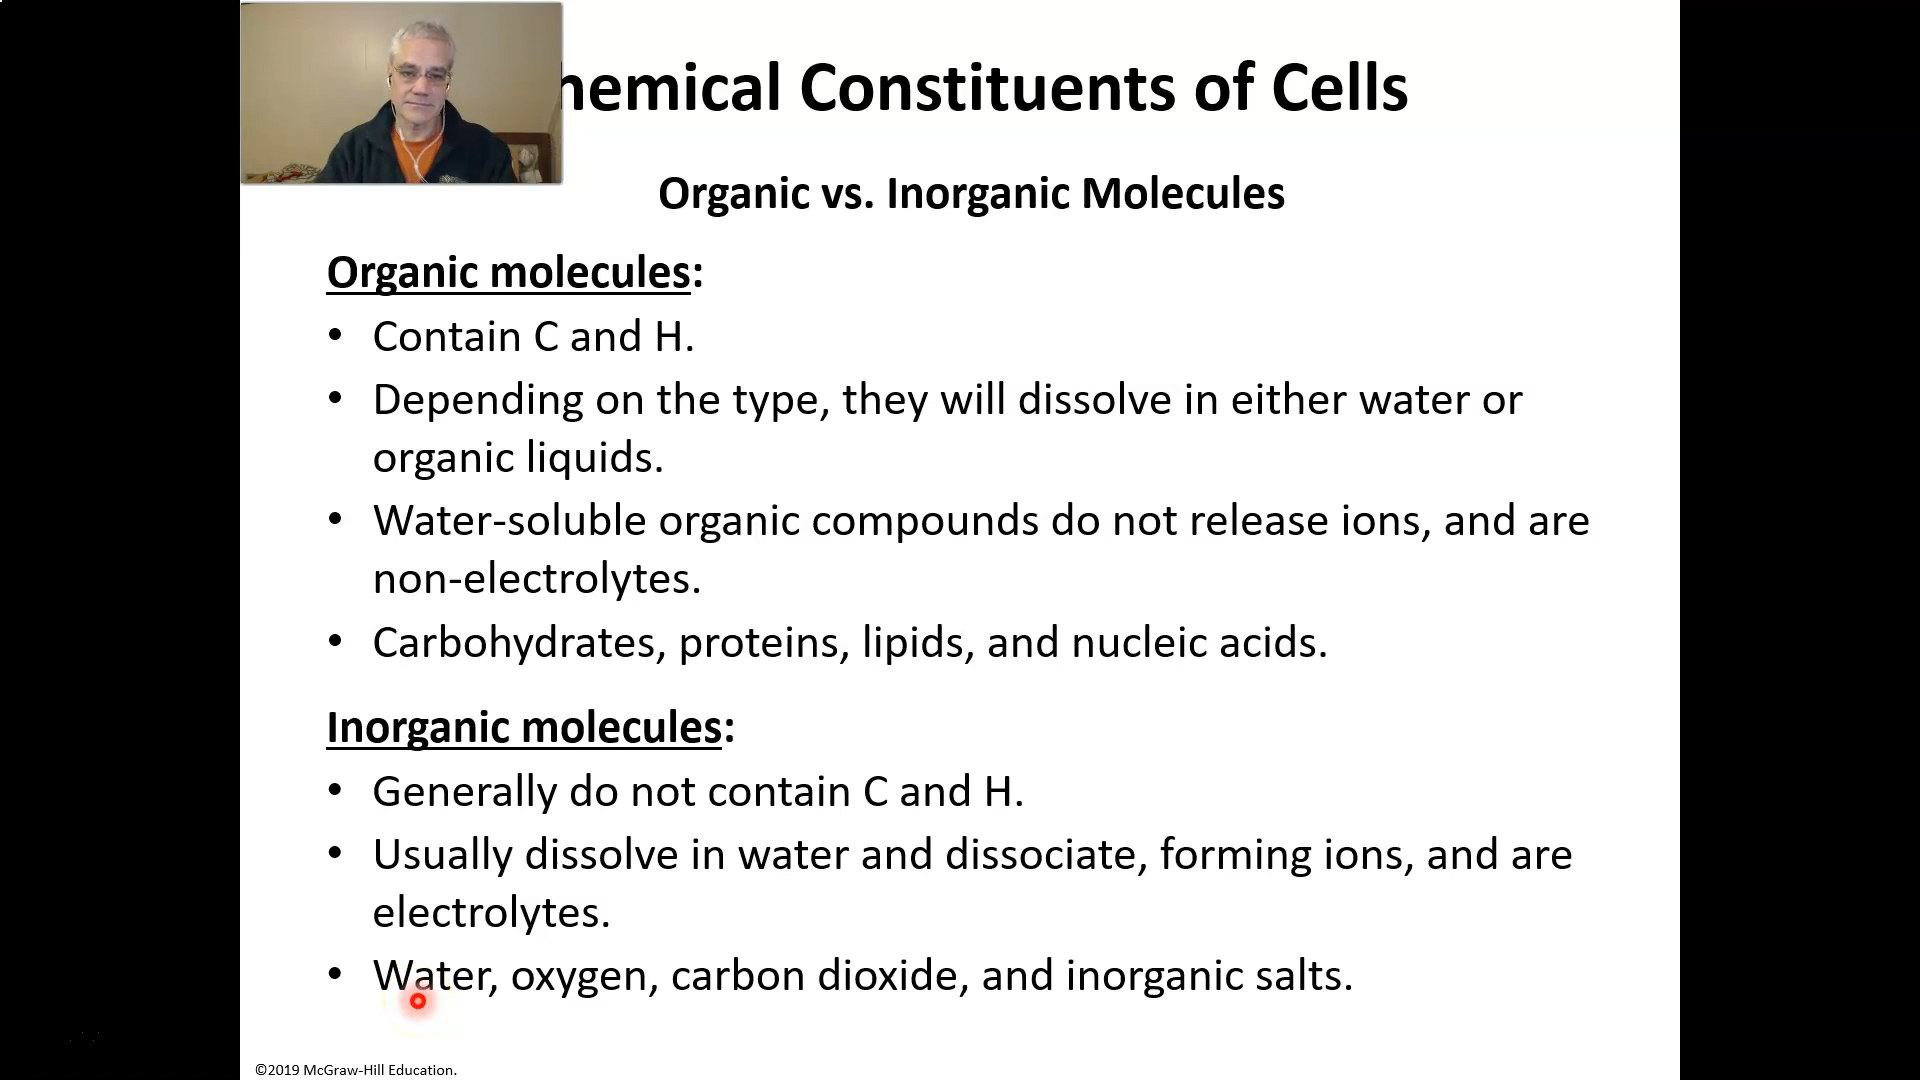 hemical Constituents of Cells
Organic vs. Inorganic Molecules
Organic molecules:
• Contain C and H.
• Depending on the type, they will dissolve in either water or
organic liquids.
• Water-soluble organic compounds do not release ions, and are
non-electrolytes.
• Carbohydrates, proteins, lipids, and nucleic acids.
Inorganic molecules:
• Generally do not contain C and H.
• Usually dissolve in water and dissociate, forming ions, and are
electrolytes.
• Water, oxygen, carbon dioxide, and inorganic salts.
©2019 McGraw-Hill Education.